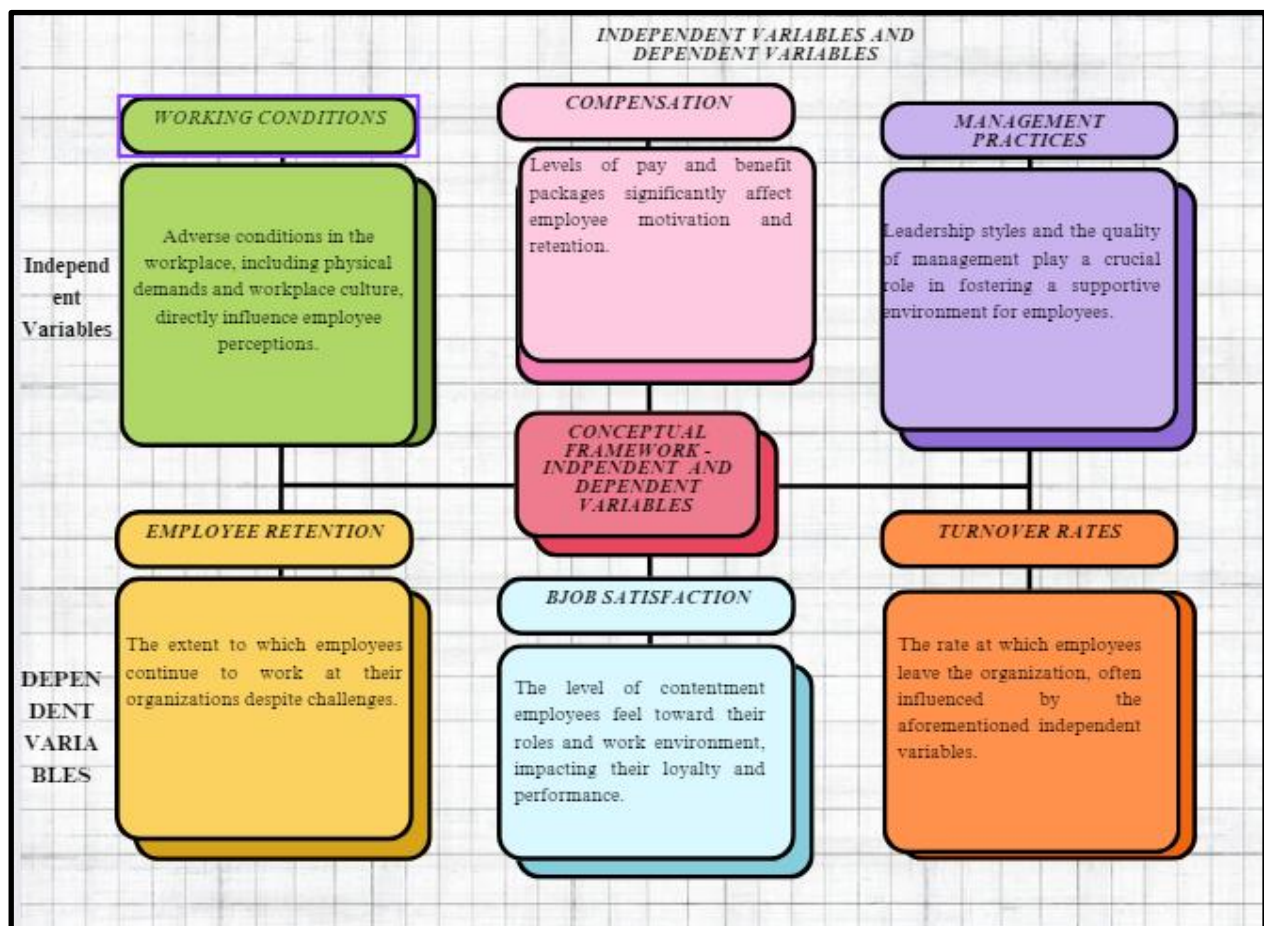 INDEPENDENT VARIABLES AND
DEPENDENT VARIABLES
WORKING CONDITIONS
COMPENSATION
MANAGEMENT
PRACTICES
Independ
ent
Variables
Adverse conditions in the
workplace, including physical
demands and workplace culture,
directly influence employee
perceptions.
Levels of pay and benefit
packages significantly affect
employee motivation and
retention.
Leadership styles and the quality
of management play a crucial
role in fostering a supportive
environment for employees.
CONCEPTUAL
FRAMEWORK -
INDPENDENT AND
DEPENDENT
VARIABLES
EMPLOYEE RETENTION
BJOB SATISFACTION
TURNOVER RATES
DEPEN
DENT
VARIA
BLES
The extent to which employees
continue to work at their
organizations despite challenges.
The level of contentment
employees feel toward their
roles and work environment,
impacting their loyalty and
performance.
The rate at which employees
leave the organization, often
influenced by the
aforementioned independent
variables.